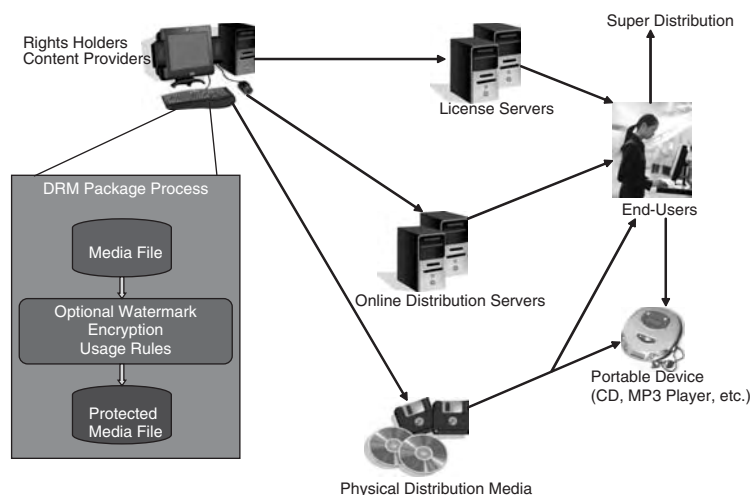 Super Distribution
Rights Holders
Content Providers
License Servers
End-Users
DRM Package Process
Media File
Optional Watermark
Encryption
Usage Rules
Protected
Media File
Online Distribution Servers
Portable Device
(CD, MP3 Player, etc.)
Physical Distribution Media